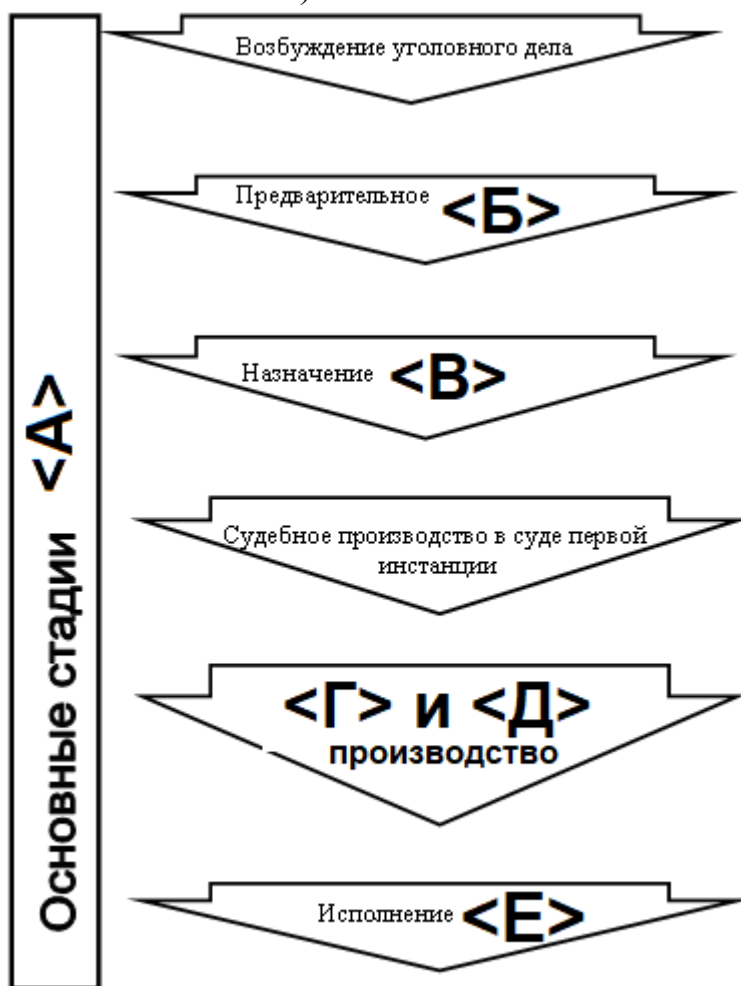 )
Возбуждение уголовного дела
Предварительное <Б>
Назначение <В>
Судебное производство в суде первой
инстанции
<Г> и <Д>
производство
Исполнение <Е>
Основные стадии <А>